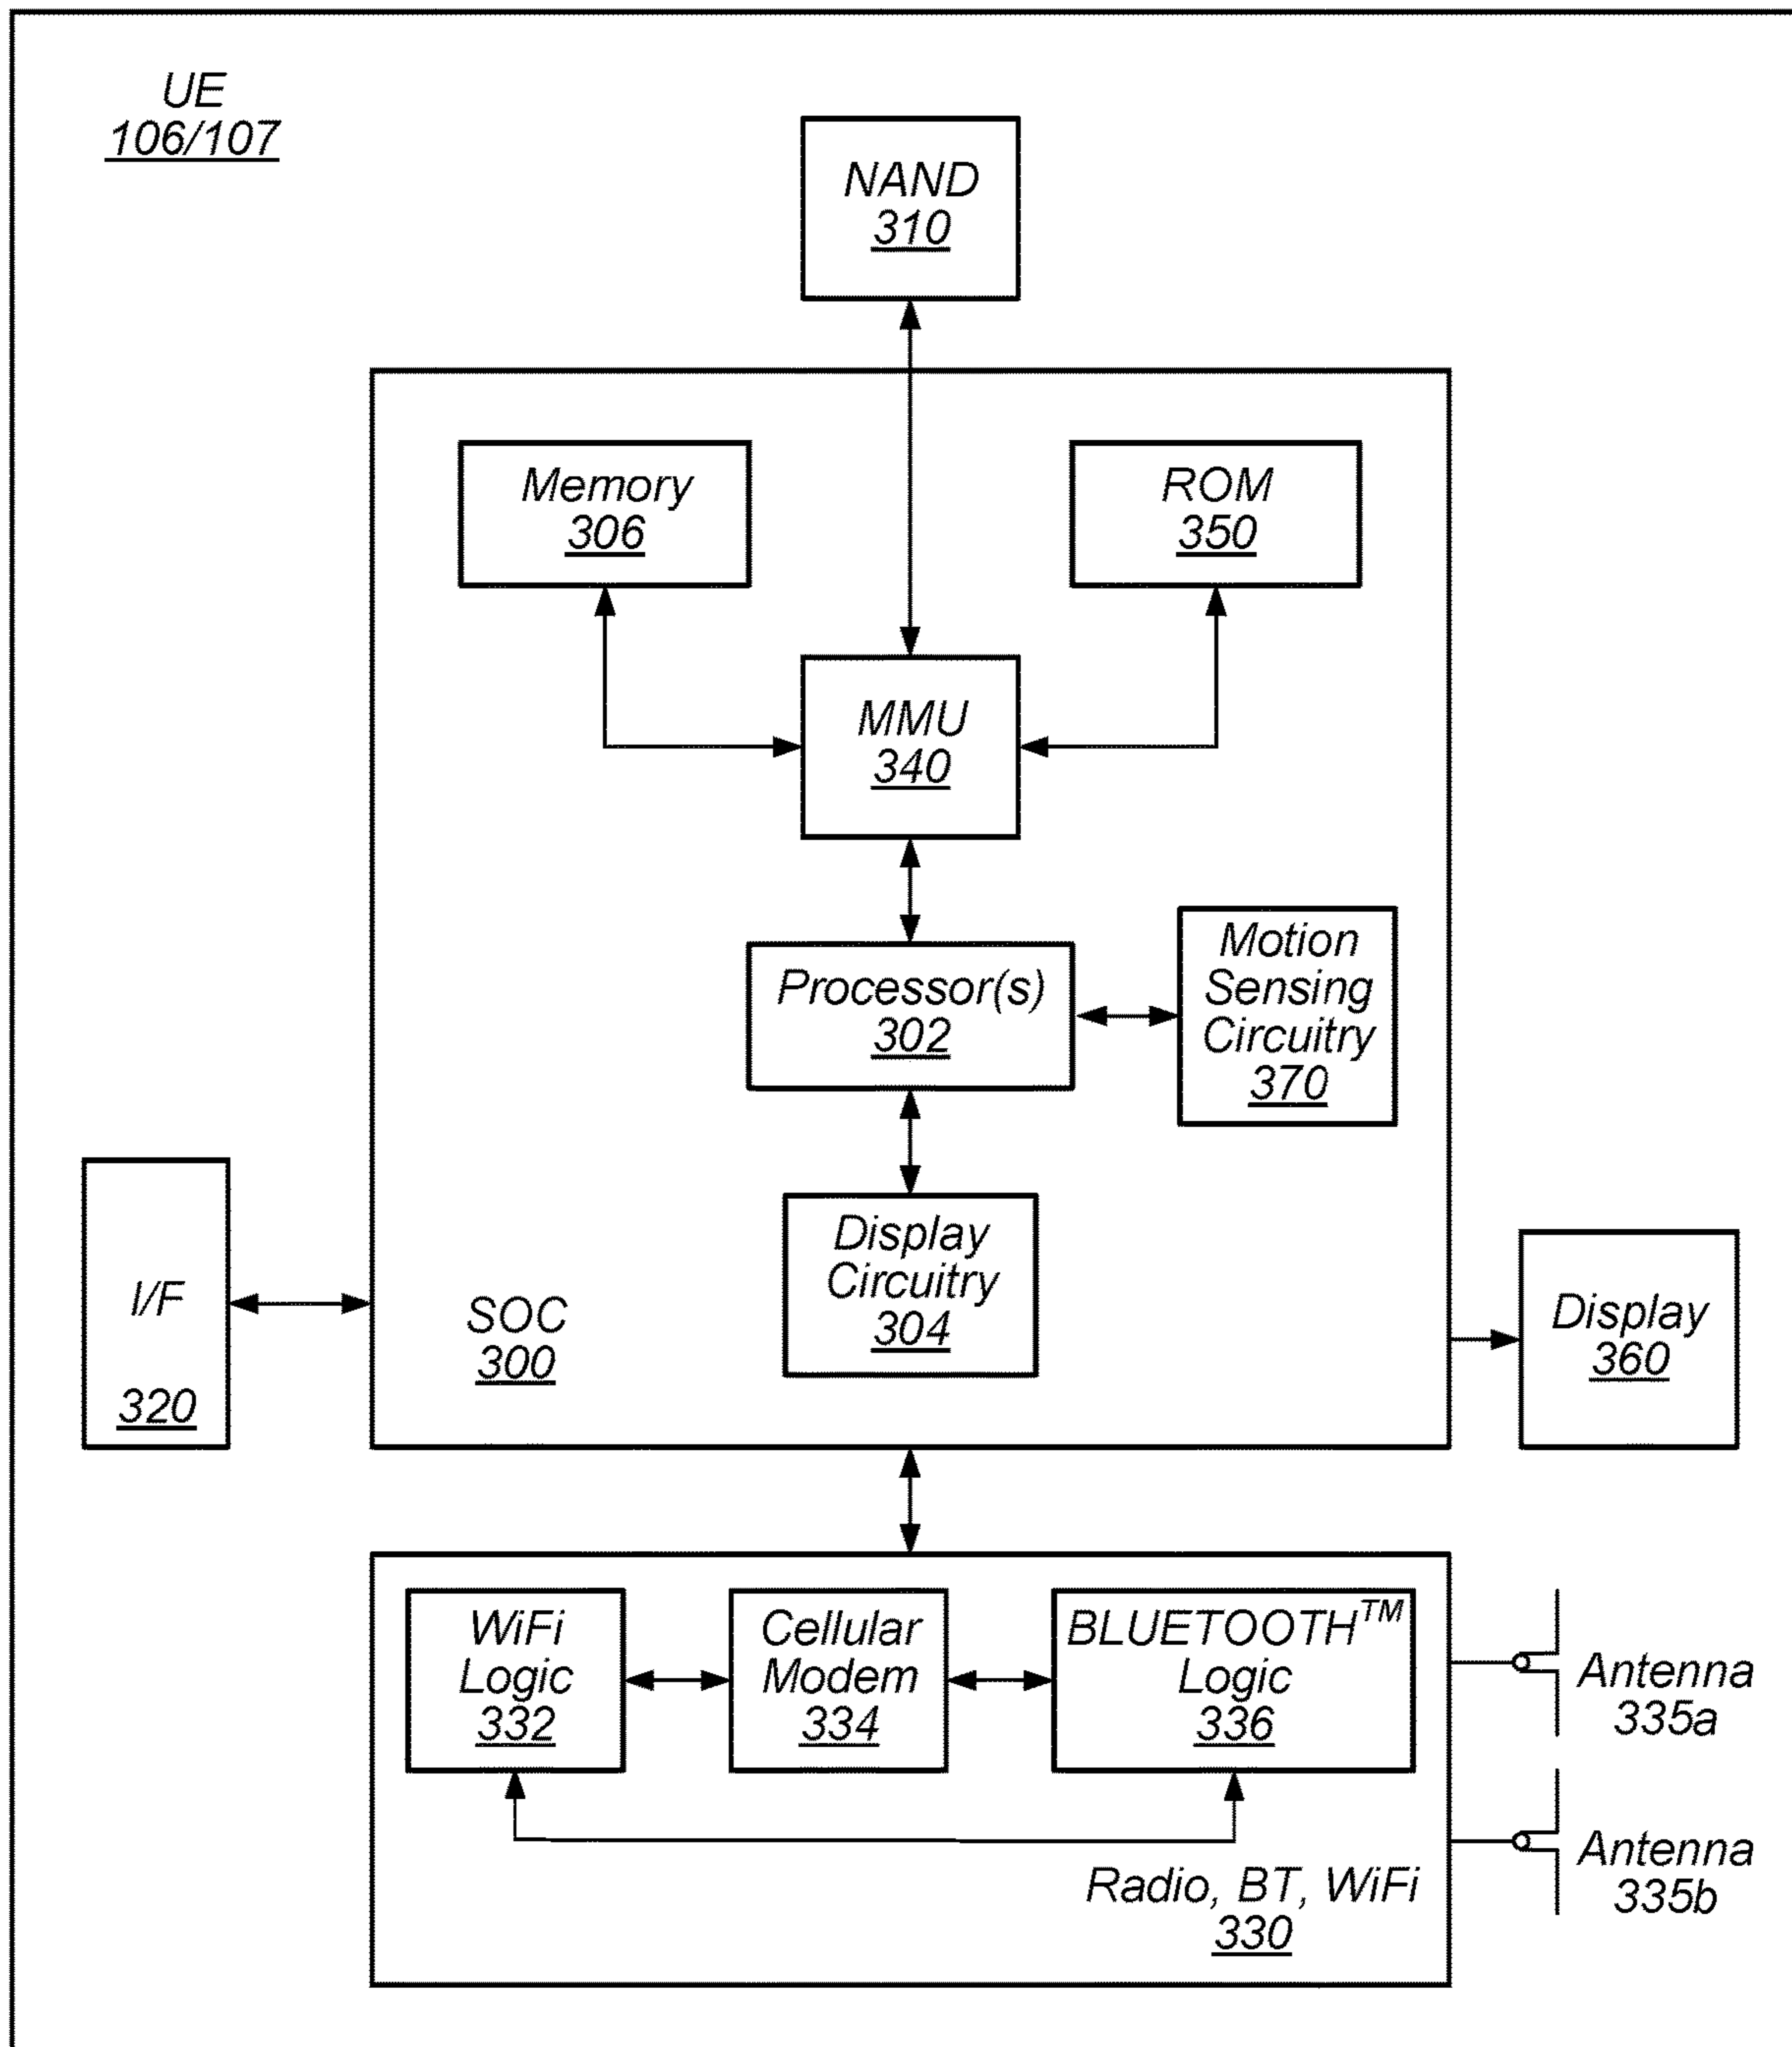 UE
106/107
NAND
310
Memory
306
ROM
350
MMU
340
Processor(s)
302
Motion
Sensing
Circuitry
370
Display
Circuitry
304
I/F
320
SOC
300
Display
360
WiFi
Logic
332
Cellular
Modem
334
BLUETOOTH™
Logic
336
Antenna
335a
Antenna
335b
Radio, BT, WiFi
330